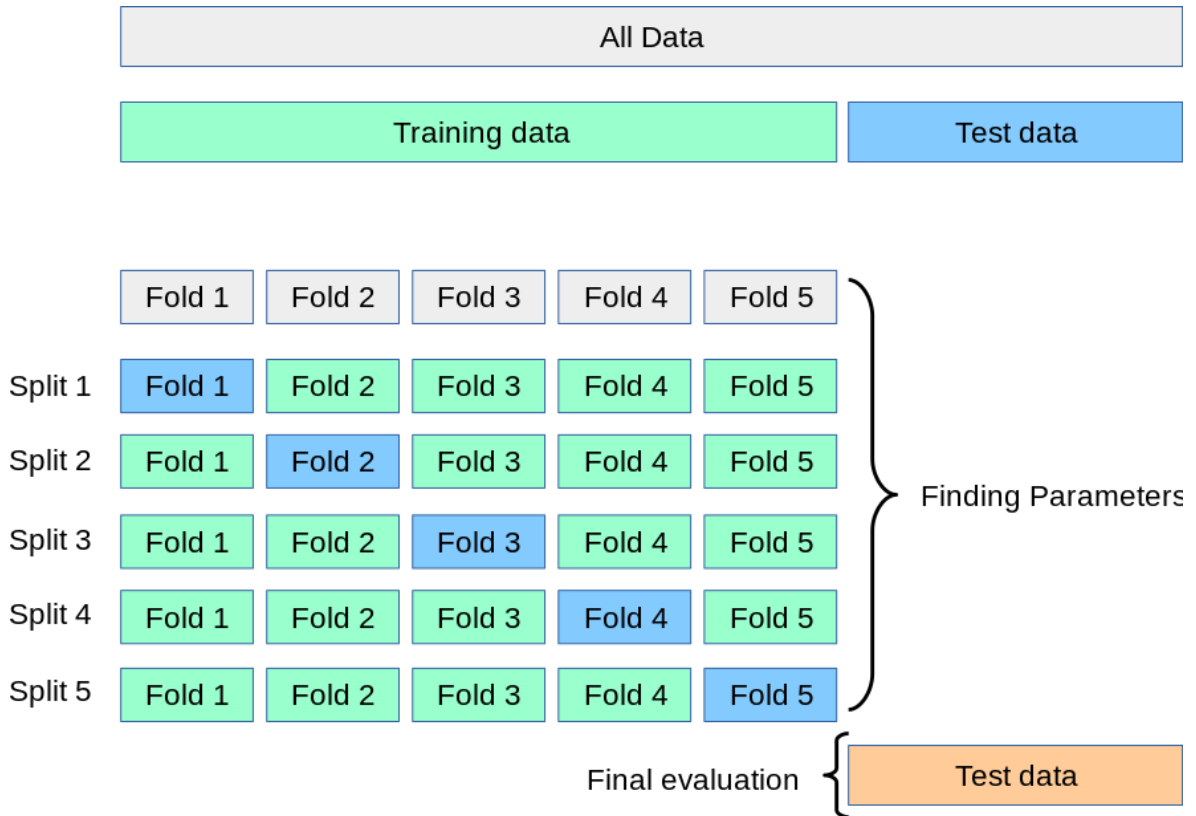 All Data
Training data Test data
Fold 1 Fold 2 Fold 3 Fold 4 Fold 5
Split 1 Fold 1 Fold 2 Fold 3 Fold 4 Fold 5
Split 2 Fold 1 Fold 2 Fold 3 Fold 4 Fold 5
Split 3 Fold 1 Fold 2 Fold 3 Fold 4 Fold 5
Split 4 Fold 1 Fold 2 Fold 3 Fold 4 Fold 5
Split 5 Fold 1 Fold 2 Fold 3 Fold 4 Fold 5
Finding Parameters
Final evaluation Test data